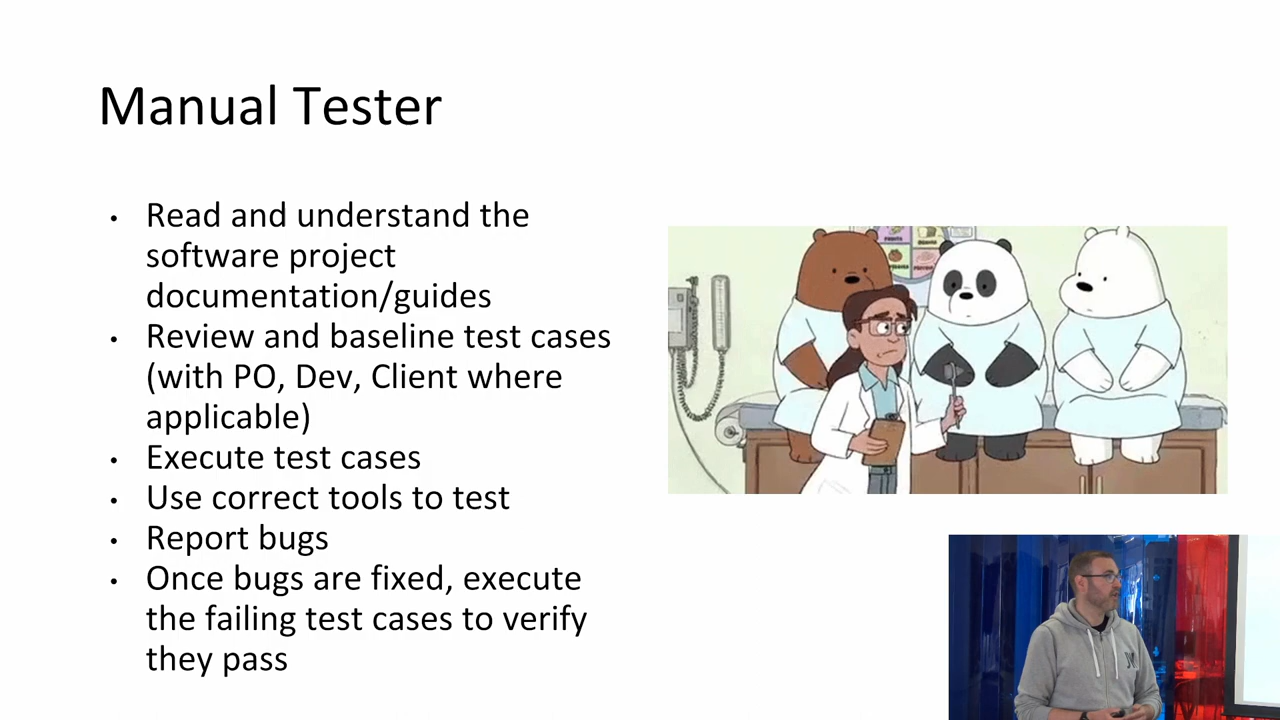 Manual Tester
• Read and understand the
software project
documentation/guides
• Review and baseline test cases
(with PO, Dev, Client where
applicable)
• Execute test cases
• Use correct tools to test
• Report bugs
• Once bugs are fixed, execute
the failing test cases to verify
they pass